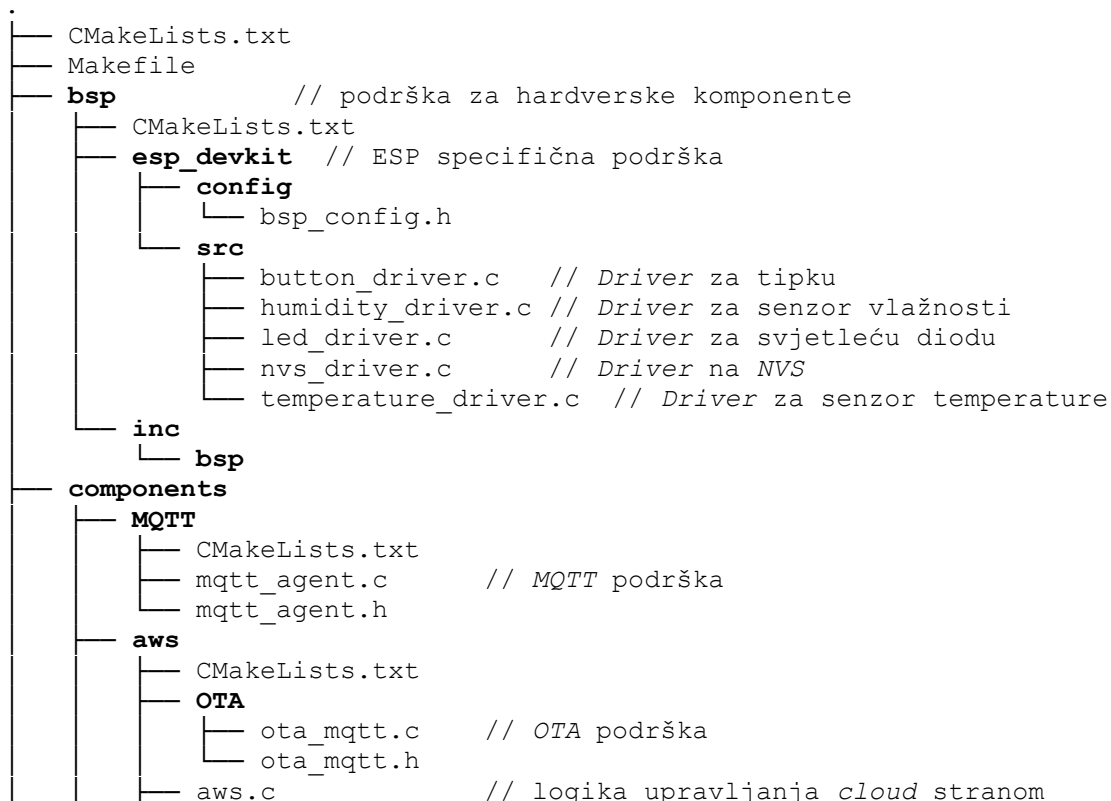 .
├── CMakeLists.txt
├── Makefile
├── bsp // podrška za hardverske komponente
│   ├── CMakeLists.txt
│   ├── esp_devkit // ESP specifična podrška
│   │   ├── config
│   │   │   └── bsp_config.h
│   │   └── src
│   │       ├── button_driver.c // Driver za tipku
│   │       ├── humidity_driver.c // Driver za senzor vlažnosti
│   │       ├── led_driver.c // Driver za svjetleću diodu
│   │       ├── nvs_driver.c // Driver na NVS
│   │       └── temperature_driver.c // Driver za senzor temperature
│   └── inc
│       └── bsp
├── components
│   ├── MQTT
│   │   ├── CMakeLists.txt
│   │   ├── mqtt_agent.c // MQTT podrška
│   │   └── mqtt_agent.h
│   ├── aws
│   │   ├── CMakeLists.txt
│   │   ├── OTA
│   │   │   ├── ota_mqtt.c // OTA podrška
│   │   │   └── ota_mqtt.h
│   │   ├── aws.c // logika upravljanja cloud stranom